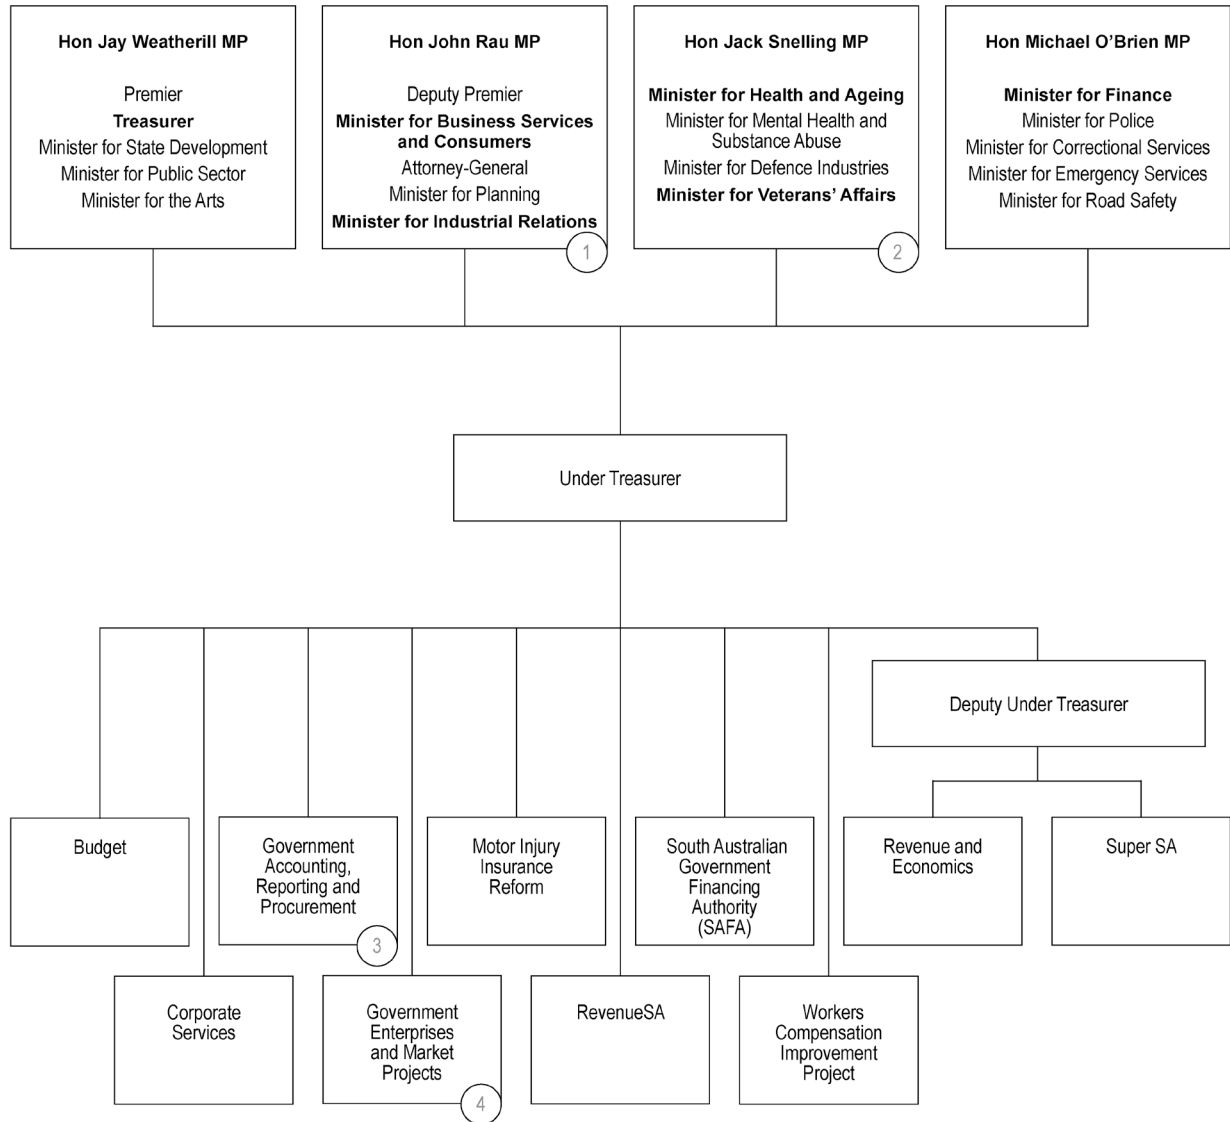 Hon Jay Weatherill MP
Premier
Treasurer
Minister for State Development
Minister for Public Sector
Minister for the Arts
Hon John Rau MP
Deputy Premier
Minister for Business Services
and Consumers
Attorney-General
Minister for Planning
Minister for Industrial Relations
1
Hon Jack Snelling MP
Minister for Health and Ageing
Minister for Mental Health and
Substance Abuse
Minister for Defence Industries
Minister for Veterans’ Affairs
2
Hon Michael O’Brien MP
Minister for Finance
Minister for Police
Minister for Correctional Services
Minister for Emergency Services
Minister for Road Safety
Under Treasurer
Deputy Under Treasurer
Budget
Government
Accounting,
Reporting and
Procurement
3
Motor Injury
Insurance
Reform
South Australian
Government
Financing
Authority
(SAFA)
Revenue and
Economics
Super SA
Corporate
Services
Government
Enterprises
and Market
Projects
4
RevenueSA
Workers
Compensation
Improvement
Project